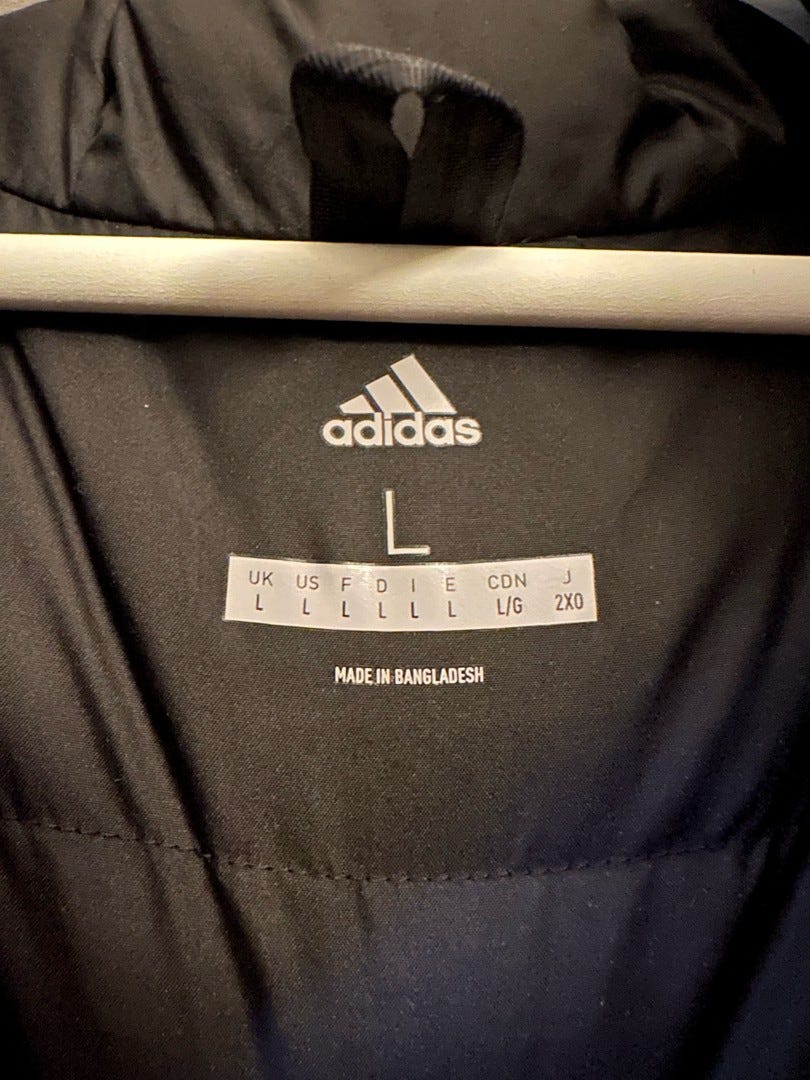 adidas
L
UK US F D I E CDN J
L L L L L L L/G 2XO
MADE IN BANGLADESH